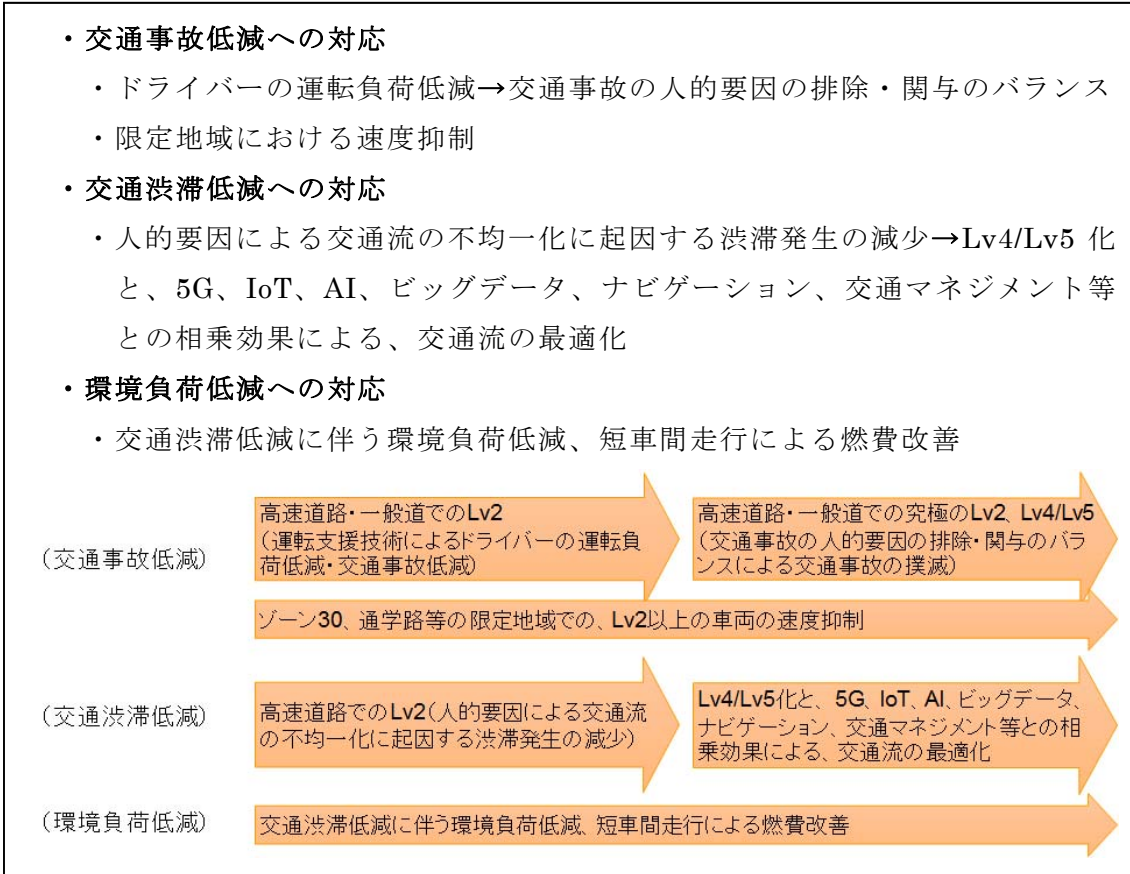 ・交通事故低減への対応
・ドライバーの運転負荷低減→交通事故の人的要因の排除・関与のバランス
・限定地域における速度抑制
・交通渋滞低減への対応
・人的要因による交通流の不均一化に起因する渋滞発生の減少→Lv4/Lv5 化
と、5G、IoT、AI、ビッグデータ、ナビゲーション、交通マネジメント等
との相乗効果による、交通流の最適化
・環境負荷低減への対応
・交通渋滞低減に伴う環境負荷低減、短車間走行による燃費改善
（交通事故低減）
高速道路・一般道でのLv2
（運転支援技術によるドライバーの運転負
荷低減・交通事故低減）
高速道路・一般道での究極のLv2、Lv4/Lv5
（交通事故の人的要因の排除・関与のバラ
ンスによる交通事故の撲滅）
ゾーン30、通学路等の限定地域での、Lv2以上の車両の速度抑制
（交通渋滞低減）
高速道路でのLv2（人的要因による交通流
の不均一化に起因する渋滞発生の減少）
Lv4/Lv5化と、5G、IoT、AI、ビッグデータ、
ナビゲーション、交通マネジメント等との相
乗効果による、交通流の最適化
（環境負荷低減）
交通渋滞低減に伴う環境負荷低減、短車間走行による燃費改善